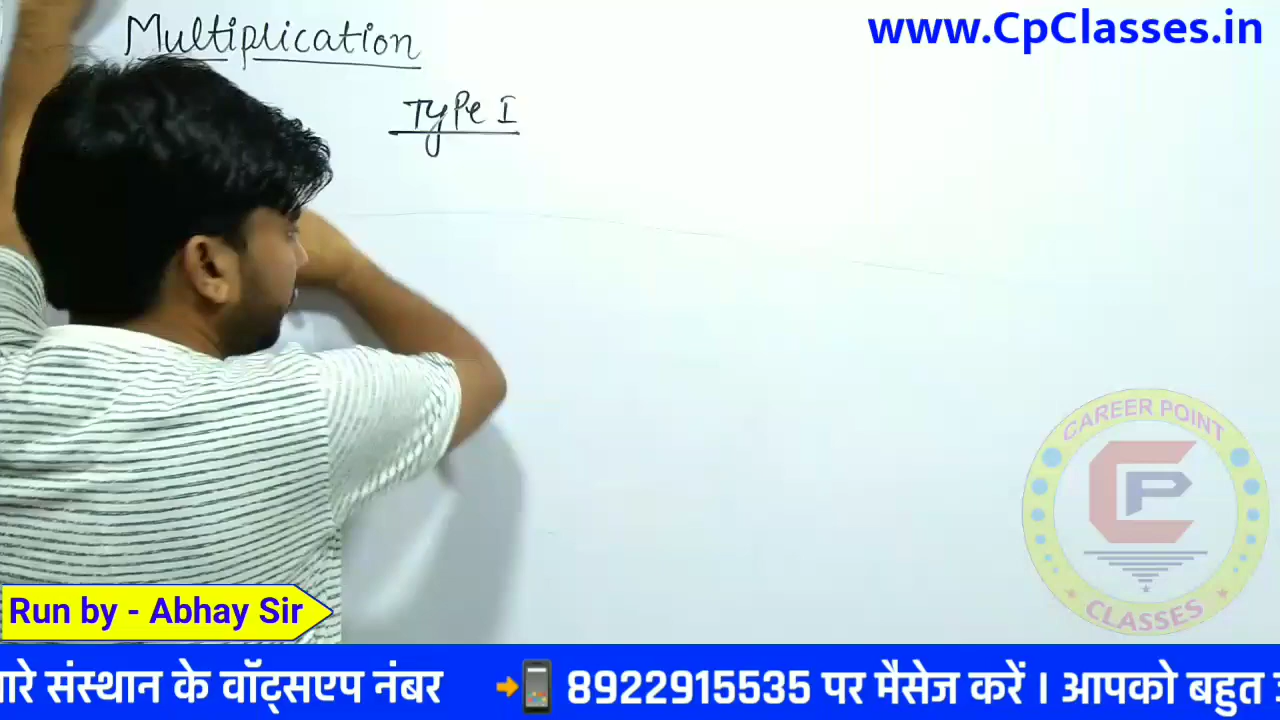 Multiplication
www.CpClasses.in
Type I
CAREER POINT
CP
CLASSES
Run by - Abhay Sir
संस्थान के वॉट्सएप नंबर 8922915535 पर मैसेज करें । आपको बहुत